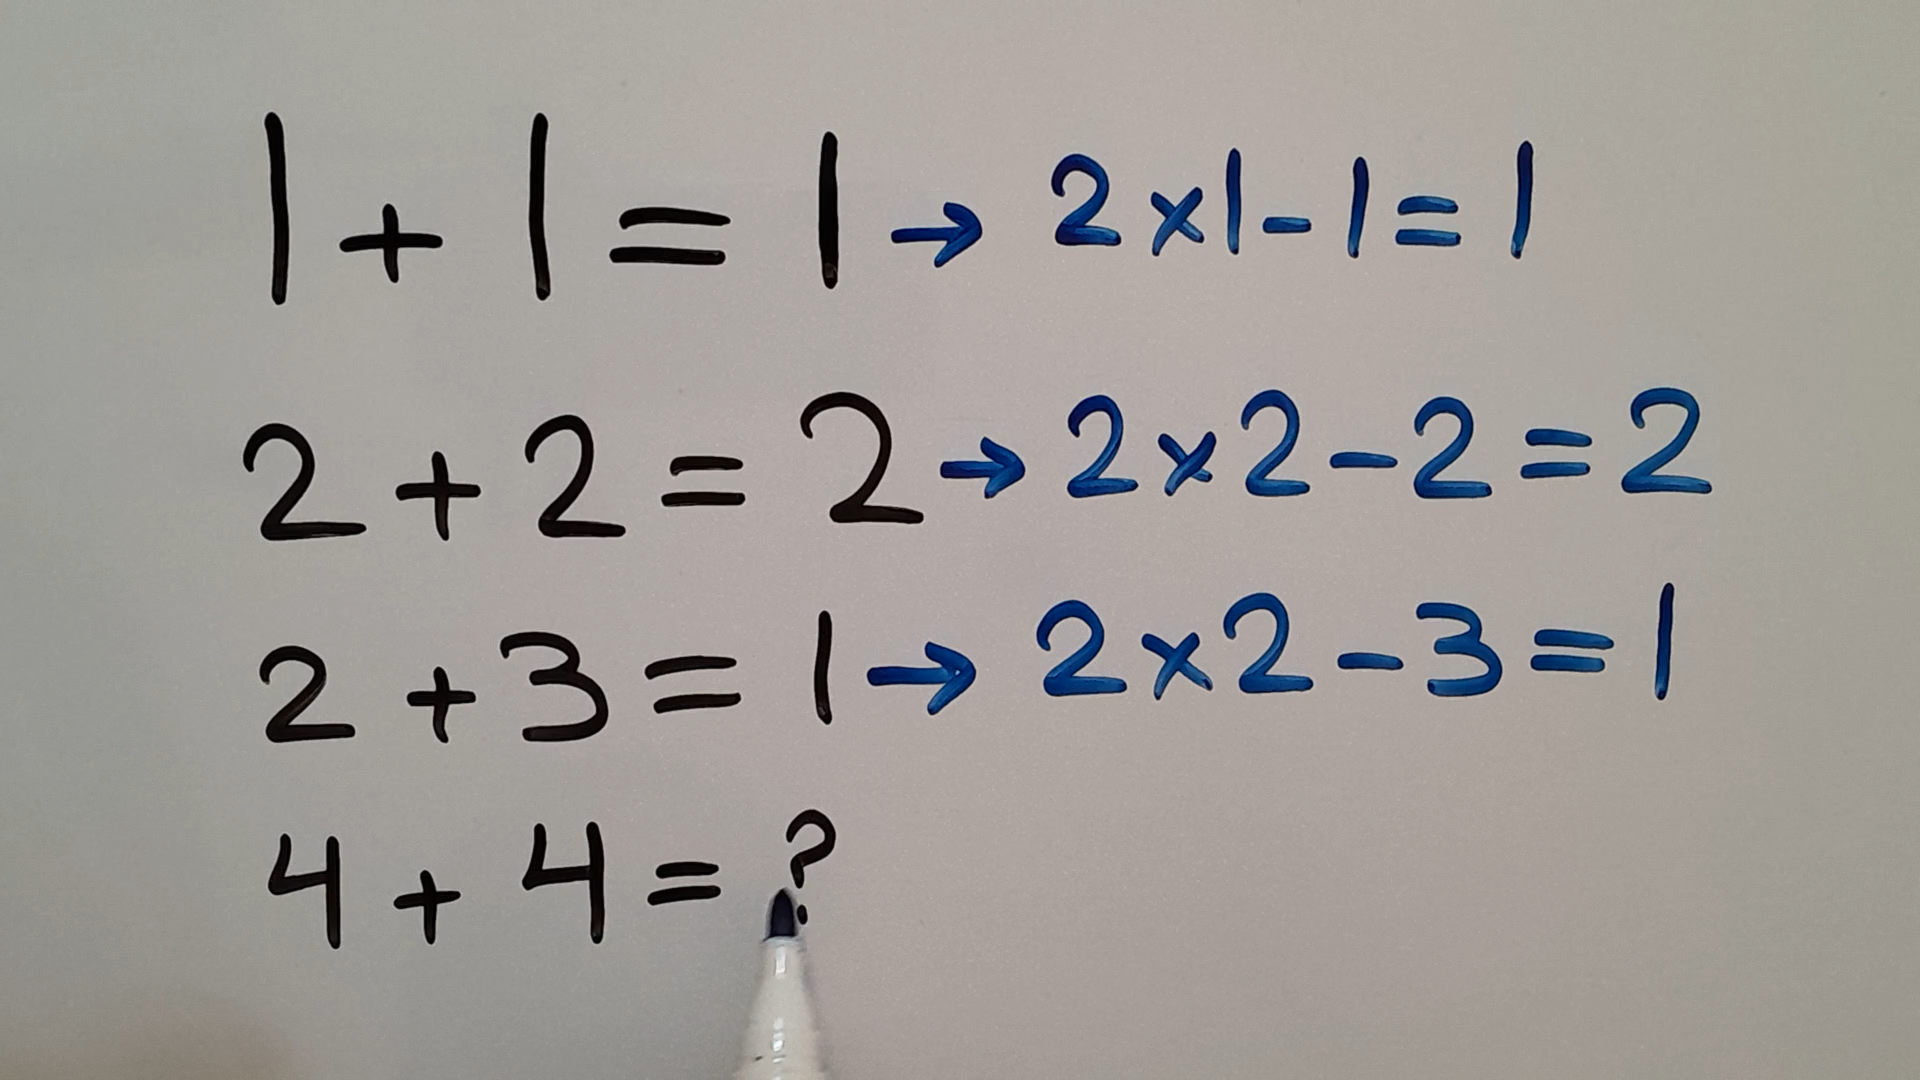 1 + 1 = 1 → 2 × 1 - 1 = 1
2 + 2 = 2 → 2 × 2 - 2 = 2
2 + 3 = 1 → 2 × 2 - 3 = 1
4 + 4 = ?